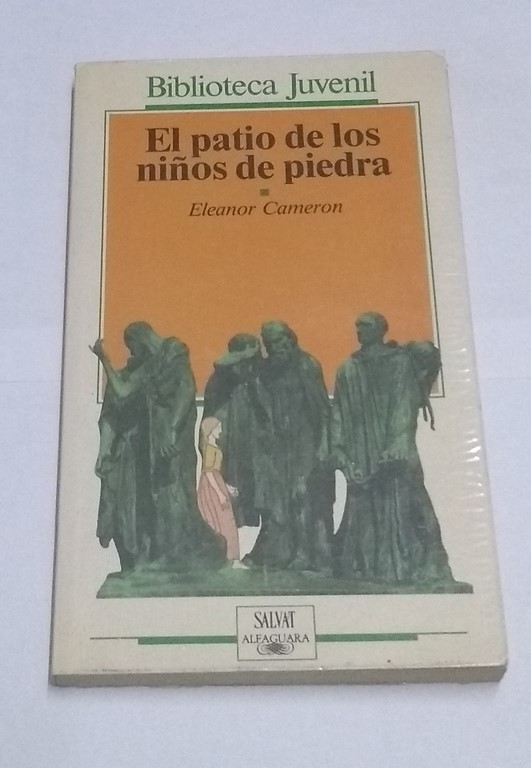 Biblioteca Juvenil
El patio de los
niños de piedra
Eleanor Cameron
SALVAT
ALFAGUARA